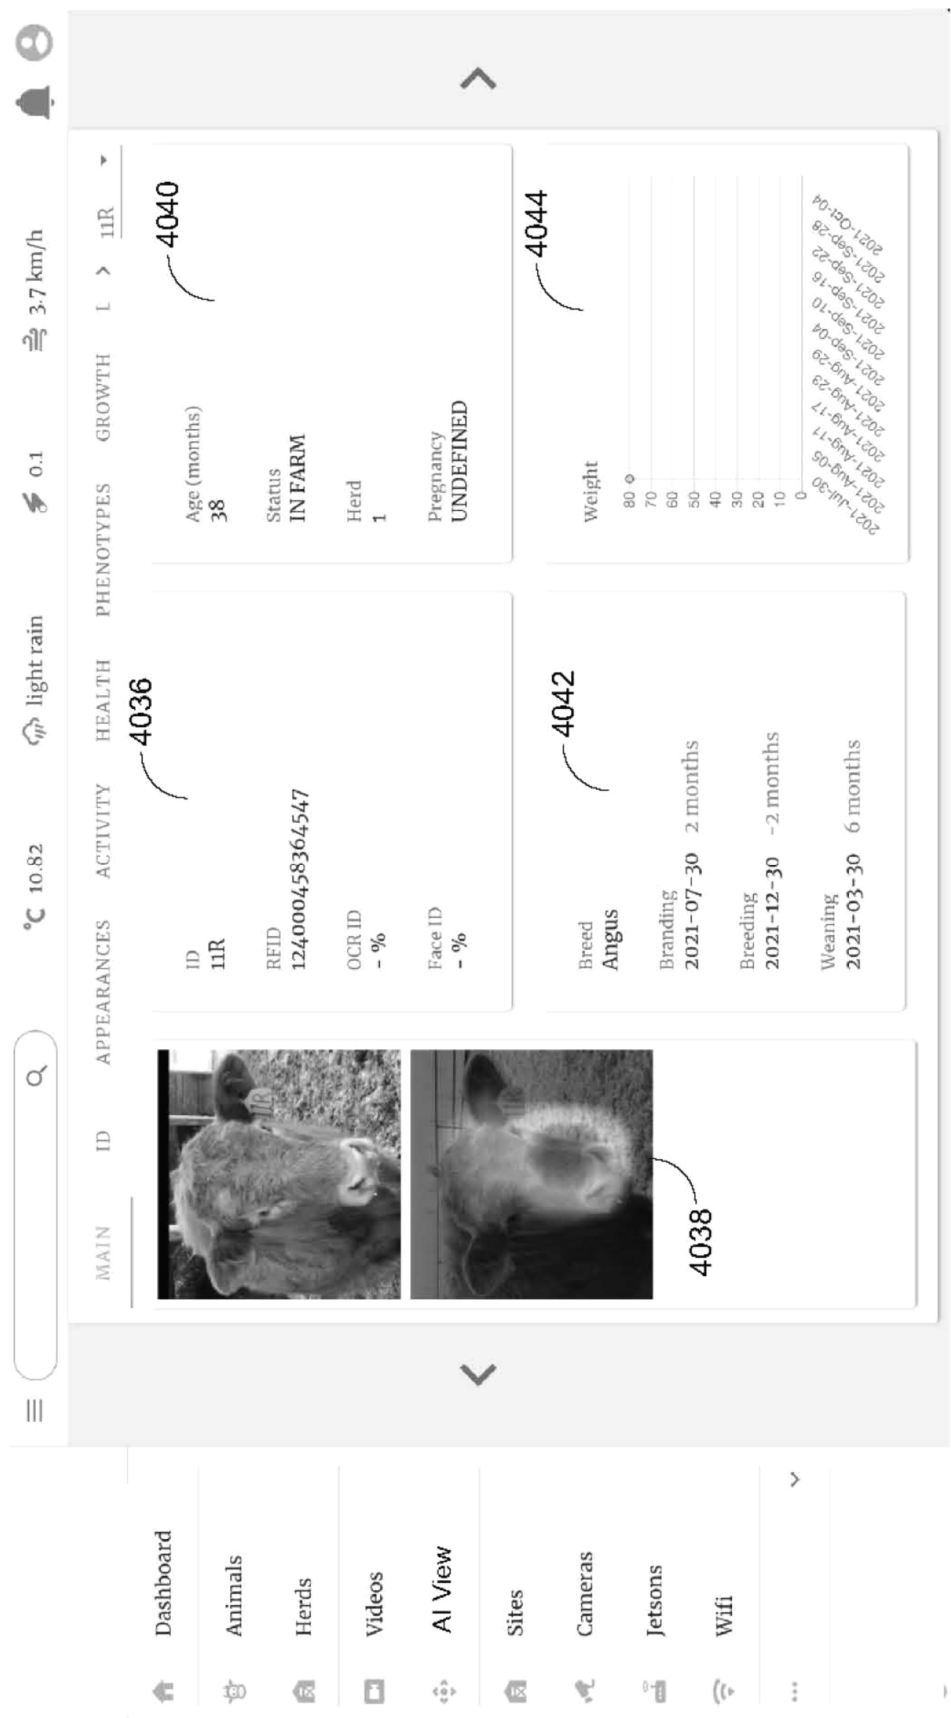 °C 10.82
light rain
0.1
3.7 km/h
Dashboard
Animals
Herds
Videos
AI View
Sites
Cameras
Jetsons
Wifi
MAIN
ID
APPEARANCES
ACTIVITY
HEALTH
PHENOTYPES
GROWTH
L
11R
11R
4038
4036
ID
11R
RFID
124000458364547
OCR ID
- %
Face ID
- %
4040
Age (months)
38
Status
IN FARM
Herd
1
Pregnancy
UNDEFINED
4042
Breed
Angus
Branding
2021-07-30 2 months
Breeding
2021-12-30 -2 months
Weaning
2021-03-30 6 months
4044
Weight
80
70
60
50
40
30
20
10
0
2021-Jul-30
2021-Aug-05
2021-Aug-11
2021-Aug-17
2021-Aug-23
2021-Aug-29
2021-Sep-04
2021-Sep-10
2021-Sep-16
2021-Sep-22
2021-Sep-28
2021-Oct-04